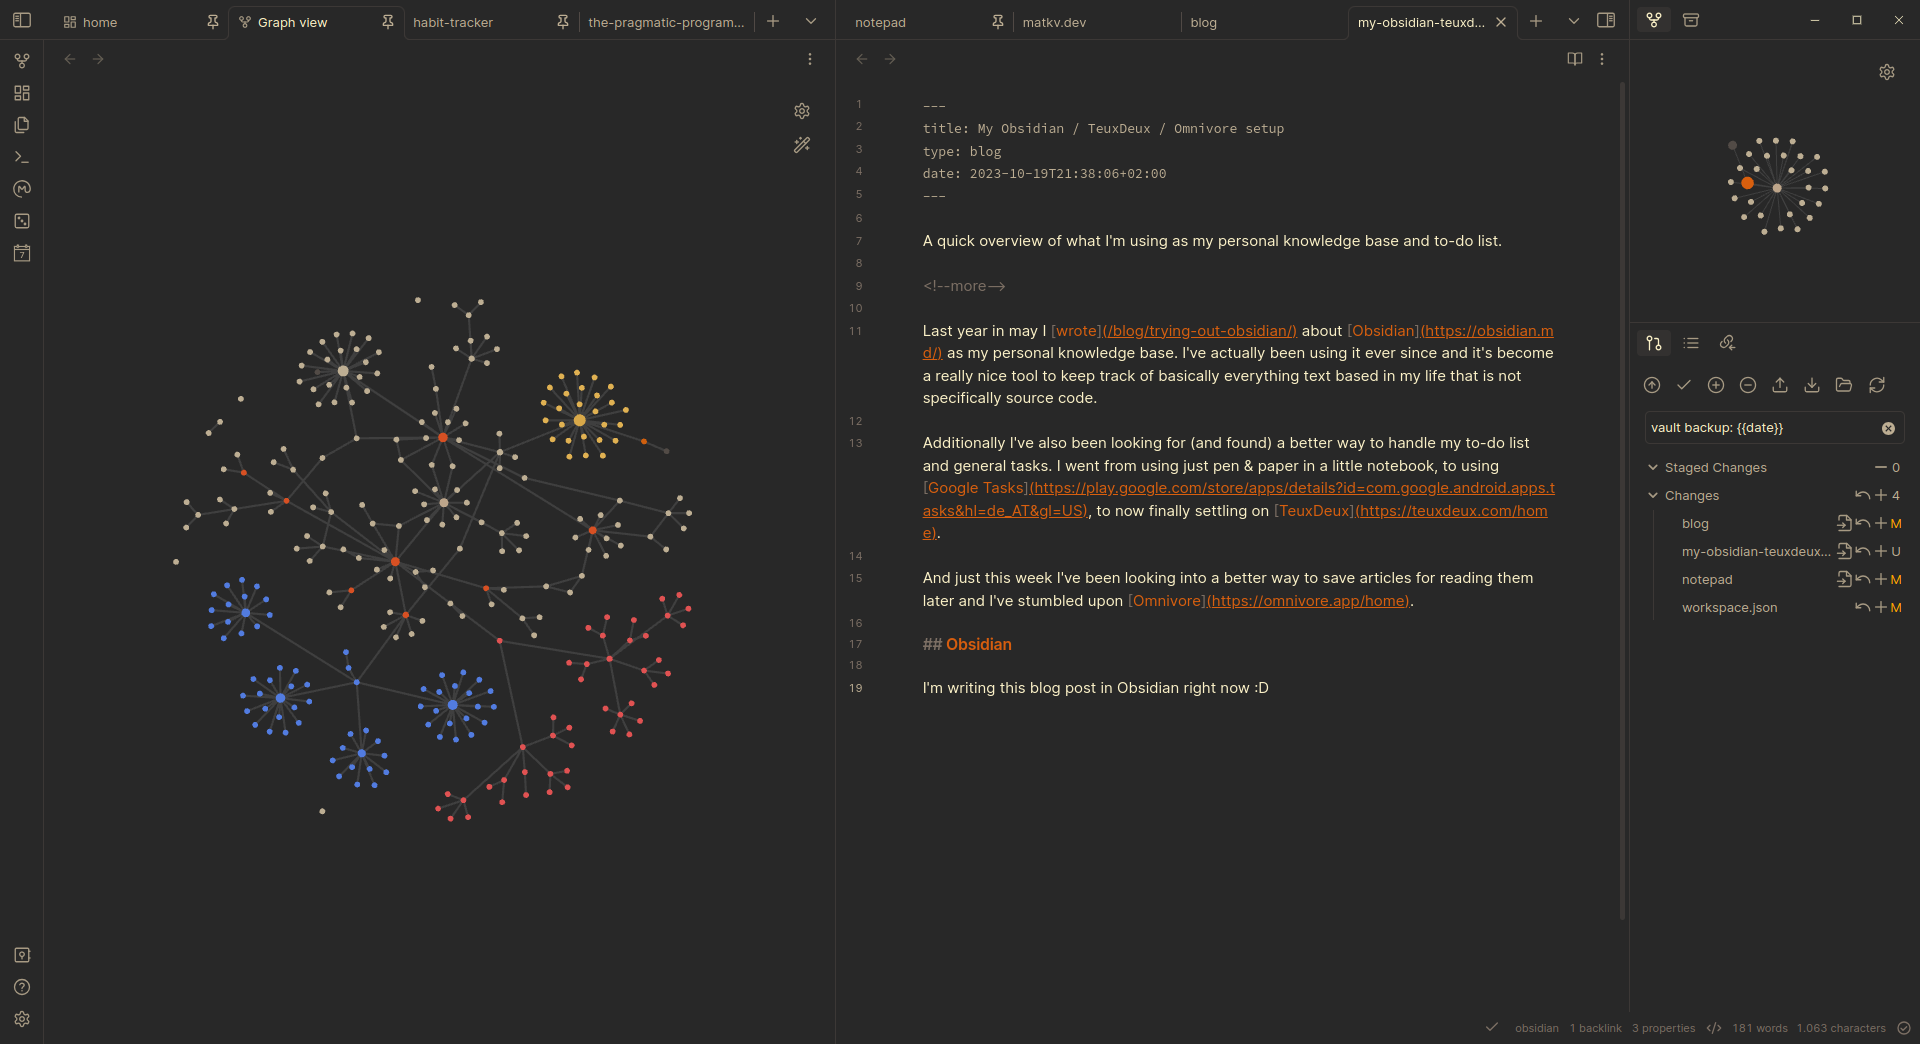 home
Graph view
habit-tracker
the-pragmatic-program...
notepad
matkv.dev
blog
my-obsidian-teuxd...
7
1 ---
2 title: My Obsidian / TeuxDeux / Omnivore setup
3 type: blog
4 date: 2023-10-19T21:38:06+02:00
5 ---
6
7 A quick overview of what I'm using as my personal knowledge base and to-do list.
8
9 <!--more-->
10
11 Last year in may I [wrote](/blog/trying-out-obsidian/) about [Obsidian](https://obsidian.m
d/) as my personal knowledge base. I've actually been using it ever since and it's become
a really nice tool to keep track of basically everything text based in my life that is not
specifically source code.
12
13 Additionally I've also been looking for (and found) a better way to handle my to-do list
and general tasks. I went from using just pen & paper in a little notebook, to using
[Google Tasks](https://play.google.com/store/apps/details?id=com.google.android.apps.t
asks&hl=de_AT&gl=US), to now finally settling on [TeuxDeux](https://teuxdeux.com/hom
e).
14
15 And just this week I've been looking into a better way to save articles for reading them
later and I've stumbled upon [Omnivore](https://omnivore.app/home).
16
17 ## Obsidian
18
19 I'm writing this blog post in Obsidian right now :D
vault backup: {{date}}
Staged Changes 0
Changes 4
blog M
my-obsidian-teuxdeux... U
notepad M
workspace.json M
obsidian 1 backlink 3 properties </> 181 words 1.063 characters